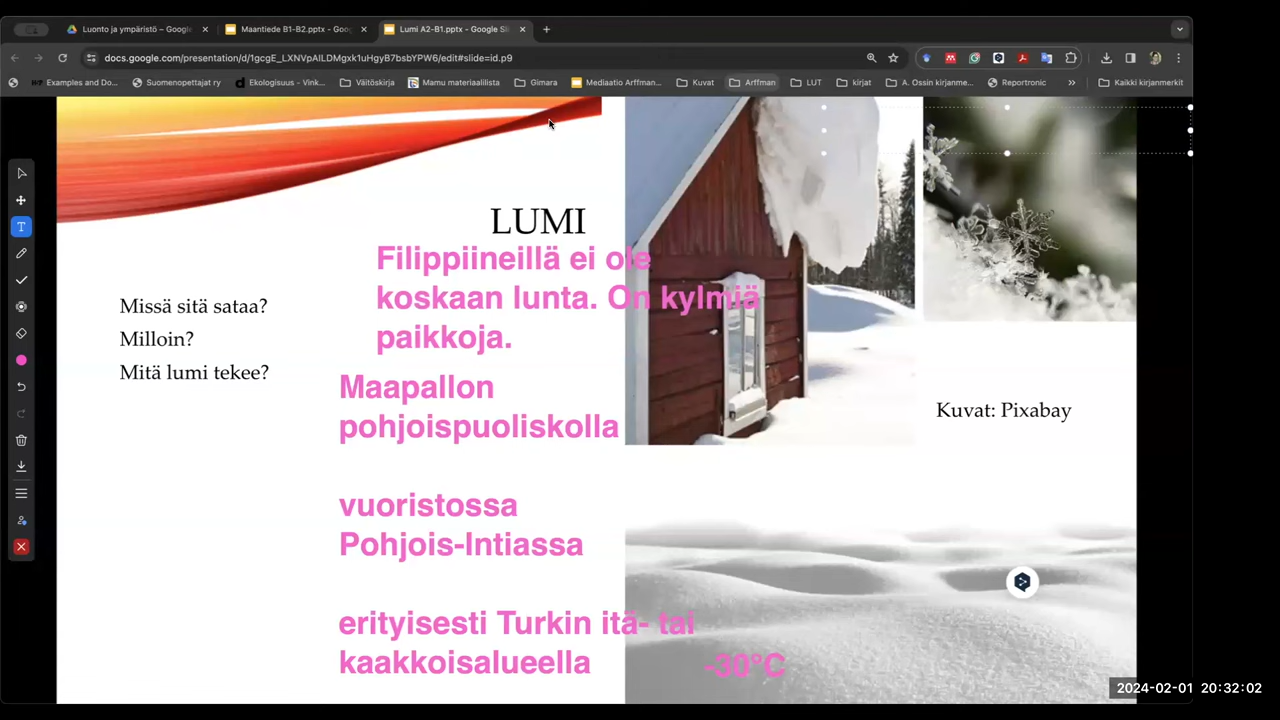 Luonto ja ympäristö – Google
Maantiede B1-B2.pptx - Goo
Lumi A2-B1.pptx - Google Sl
docs.google.com/presentation/d/1gcgE_LXNVpAILDMgxk1uHgyB7bsbYPW6/edit#slide=id.p9
Examples and Do...
Suomenopettajat ry
Ekologisuus - Vink...
Väitöskirja
Mamu materiaalilista
Gimara
Mediaatio Arffman...
Kuvat
Arffman
LUT
kirjat
A. Ossin kirjanme...
Reportronic
Kaikki kirjanmerkit
LUMI
Filippiineillä ei ole
koskaan lunta. On kylmiä
paikkoja.
Missä sitä sataa?
Milloin?
Mitä lumi tekee?
Maapallon
pohjoispuoliskolla
Kuvat: Pixabay
vuoristossa
Pohjois-Intiassa
erityisesti Turkin itä- tai
kaakkoisalueella
-30°C
2024-02-01 20:32:02